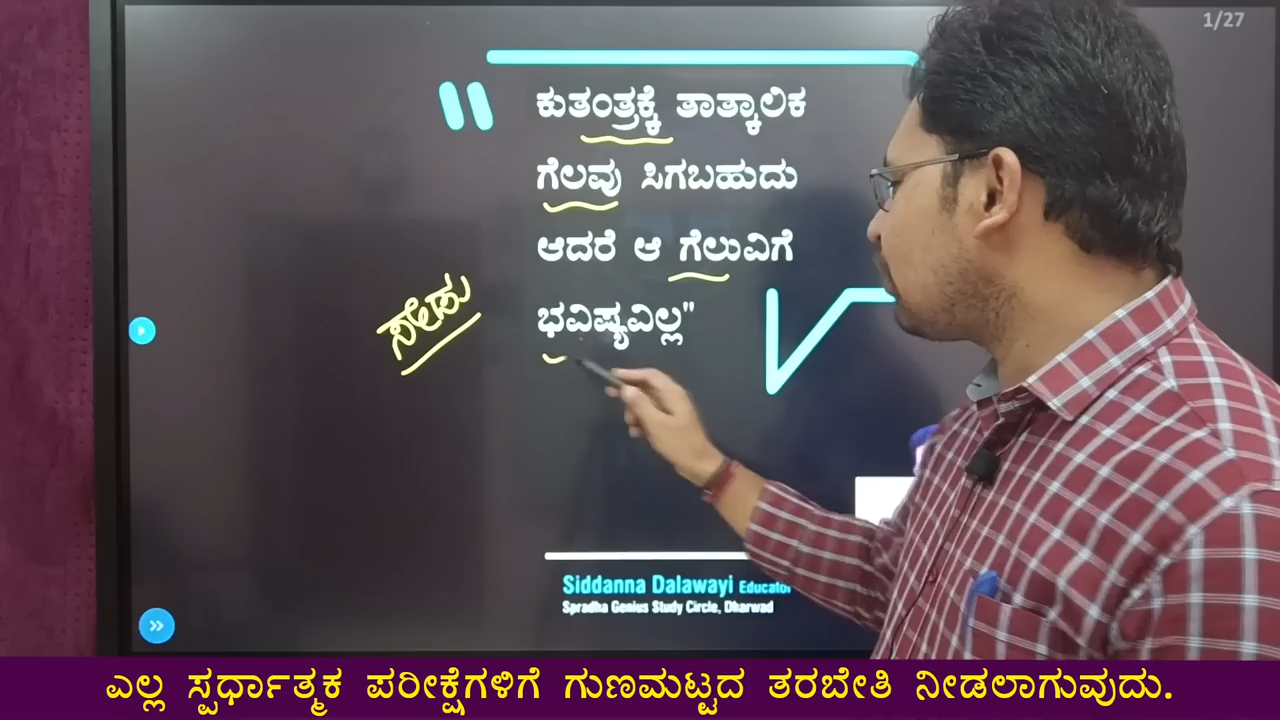 1/27
ಕುತಂತ್ರಕ್ಕೆ ತಾತ್ಕಾಲಿಕ
ಗೆಲವು ಸಿಗಬಹುದು
ಆದರೆ ಆ ಗೆಲುವಿಗೆ
ಭವಿಷ್ಯವಿಲ್ಲ"
Siddanna Dalawayi Educator
Spradha Genius Study Circle, Dharwad
ಎಲ್ಲ ಸ್ಪರ್ಧಾತ್ಮಕ ಪರೀಕ್ಷೆಗಳಿಗೆ ಗುಣಮಟ್ಟದ ತರಬೇತಿ ನೀಡಲಾಗುವುದು.